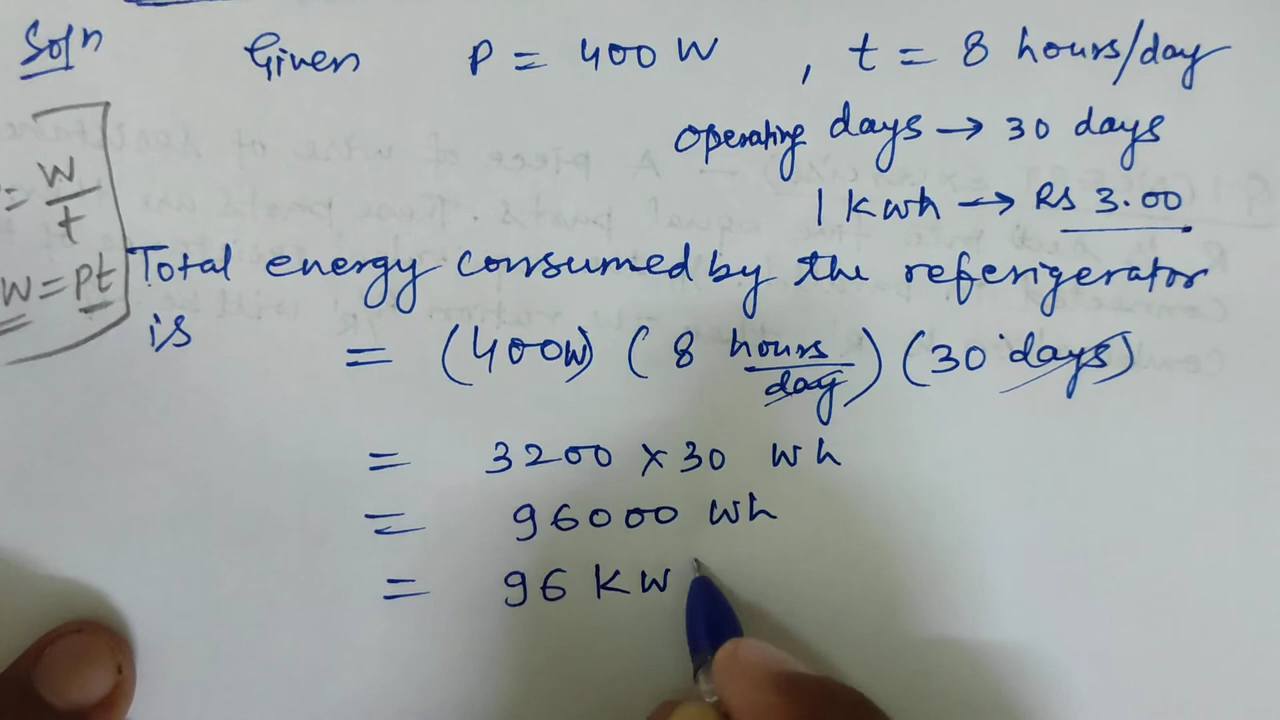 Soln Given P = 400 W , t = 8 hours/day
operating days → 30 days
1 Kwh → Rs 3.00
= W/t
W = pt
Total energy consumed by the referigerator
is
= (400W) (8 hours/day) (30 days)
= 3200 × 30 Wh
= 96000 Wh
= 96 KW